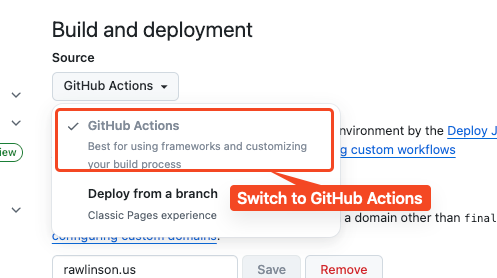 Build and deployment
Source
GitHub Actions
GitHub Actions
Best for using frameworks and customizing
your build process
nvironment by the Deploy J
iew
ng custom workflows
Deploy from a branch
Switch to GitHub Actions
Classic Pages experience
a domain other than final
configuring custom domains.
rawlinson.us
Save
Remove